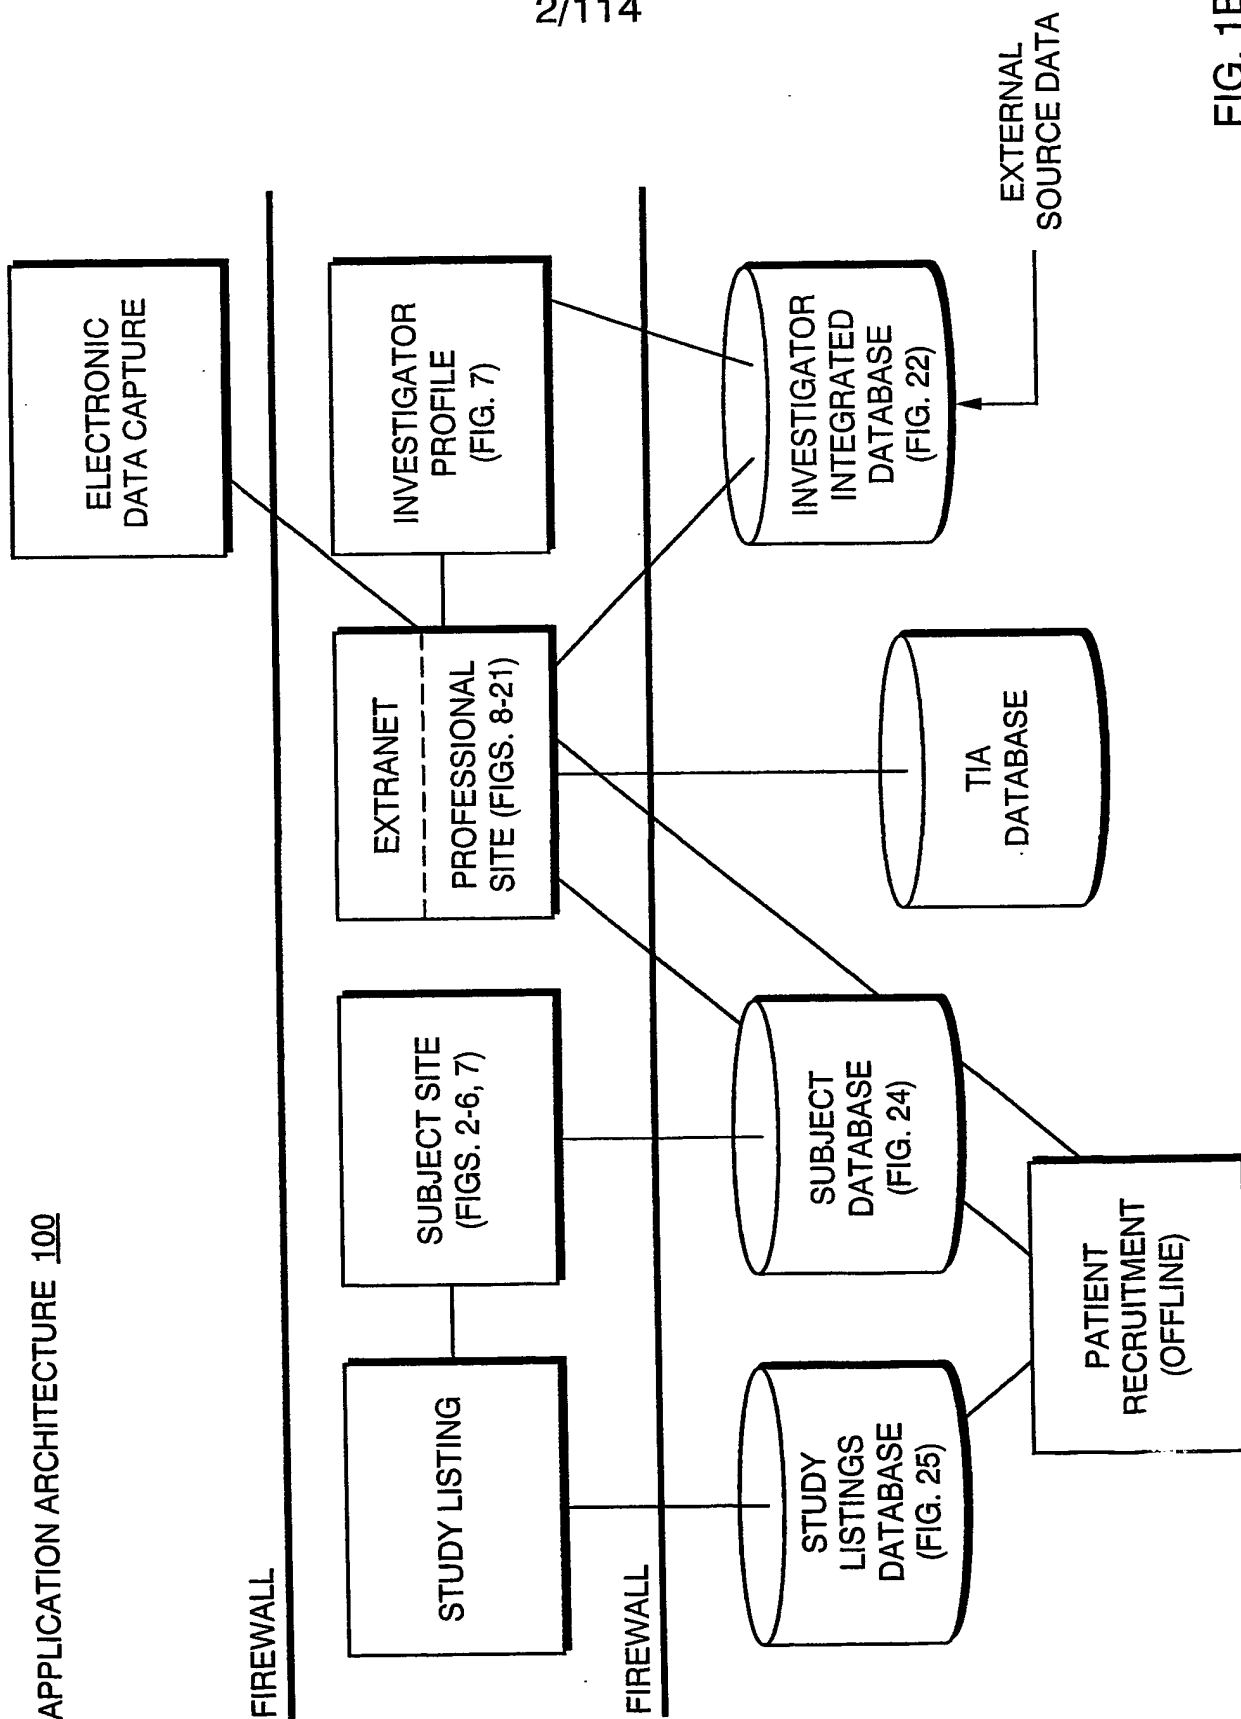 2/114
APPLICATION ARCHITECTURE 100
ELECTRONIC
DATA CAPTURE
FIREWALL
STUDY LISTING
SUBJECT SITE
(FIGS. 2-6, 7)
EXTRANET
PROFESSIONAL
SITE (FIGS. 8-21)
INVESTIGATOR
PROFILE
(FIG. 7)
FIREWALL
STUDY
LISTINGS
DATABASE
(FIG. 25)
SUBJECT
DATABASE
(FIG. 24)
TIA
DATABASE
INVESTIGATOR
INTEGRATED
DATABASE
(FIG. 22)
EXTERNAL
SOURCE DATA
PATIENT
RECRUITMENT
(OFFLINE)
FIG. 1B